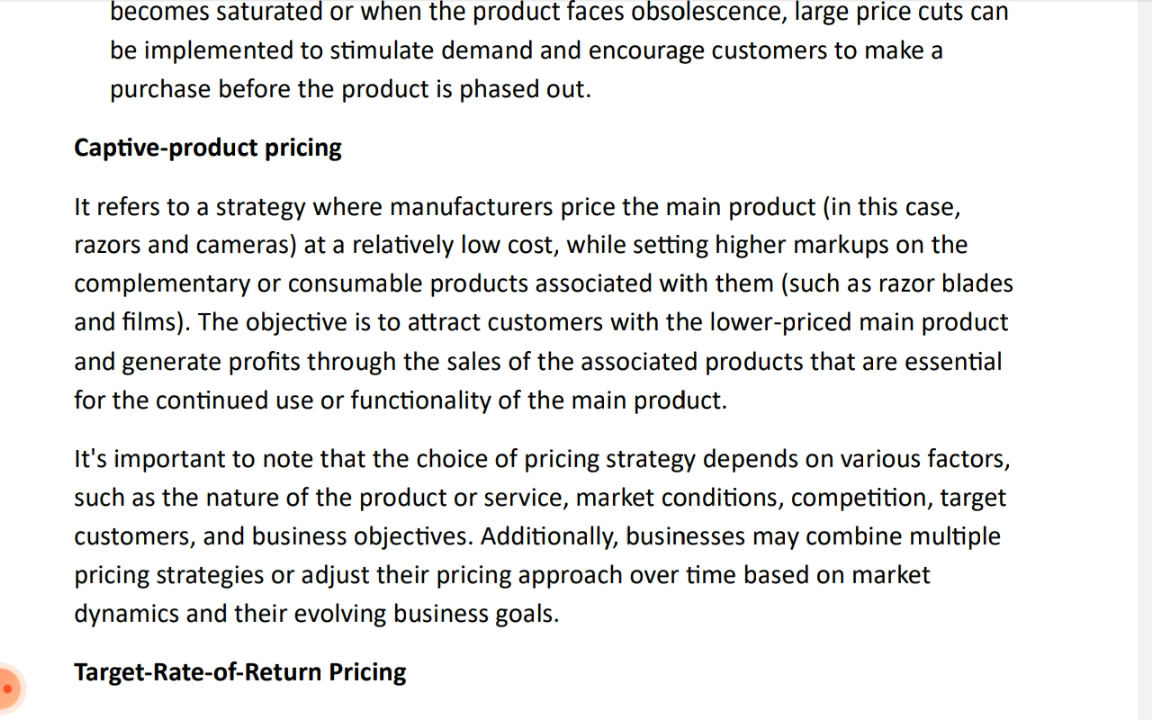 becomes saturated or when the product faces obsolescence, large price cuts can
be implemented to stimulate demand and encourage customers to make a
purchase before the product is phased out.
Captive-product pricing
It refers to a strategy where manufacturers price the main product (in this case,
razors and cameras) at a relatively low cost, while setting higher markups on the
complementary or consumable products associated with them (such as razor blades
and films). The objective is to attract customers with the lower-priced main product
and generate profits through the sales of the associated products that are essential
for the continued use or functionality of the main product.
It's important to note that the choice of pricing strategy depends on various factors,
such as the nature of the product or service, market conditions, competition, target
customers, and business objectives. Additionally, businesses may combine multiple
pricing strategies or adjust their pricing approach over time based on market
dynamics and their evolving business goals.
Target-Rate-of-Return Pricing